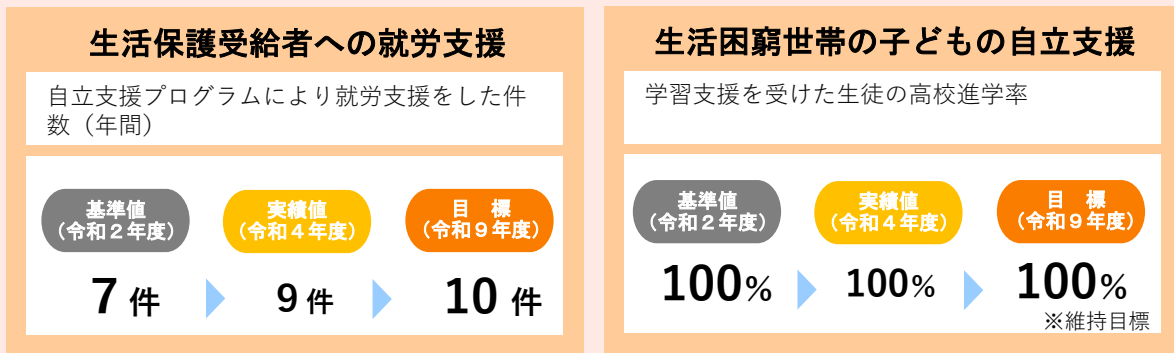 生活保護受給者への就労支援
自立支援プログラムにより就労支援をした件
数（年間）
基準値
（令和２年度）
実績値
（令和４年度）
目　標
（令和９年度）
7 件
9 件
10 件
生活困窮世帯の子どもの自立支援
学習支援を受けた生徒の高校進学率
基準値
（令和２年度）
実績値
（令和４年度）
目　標
（令和９年度）
100%
100%
100%
※維持目標